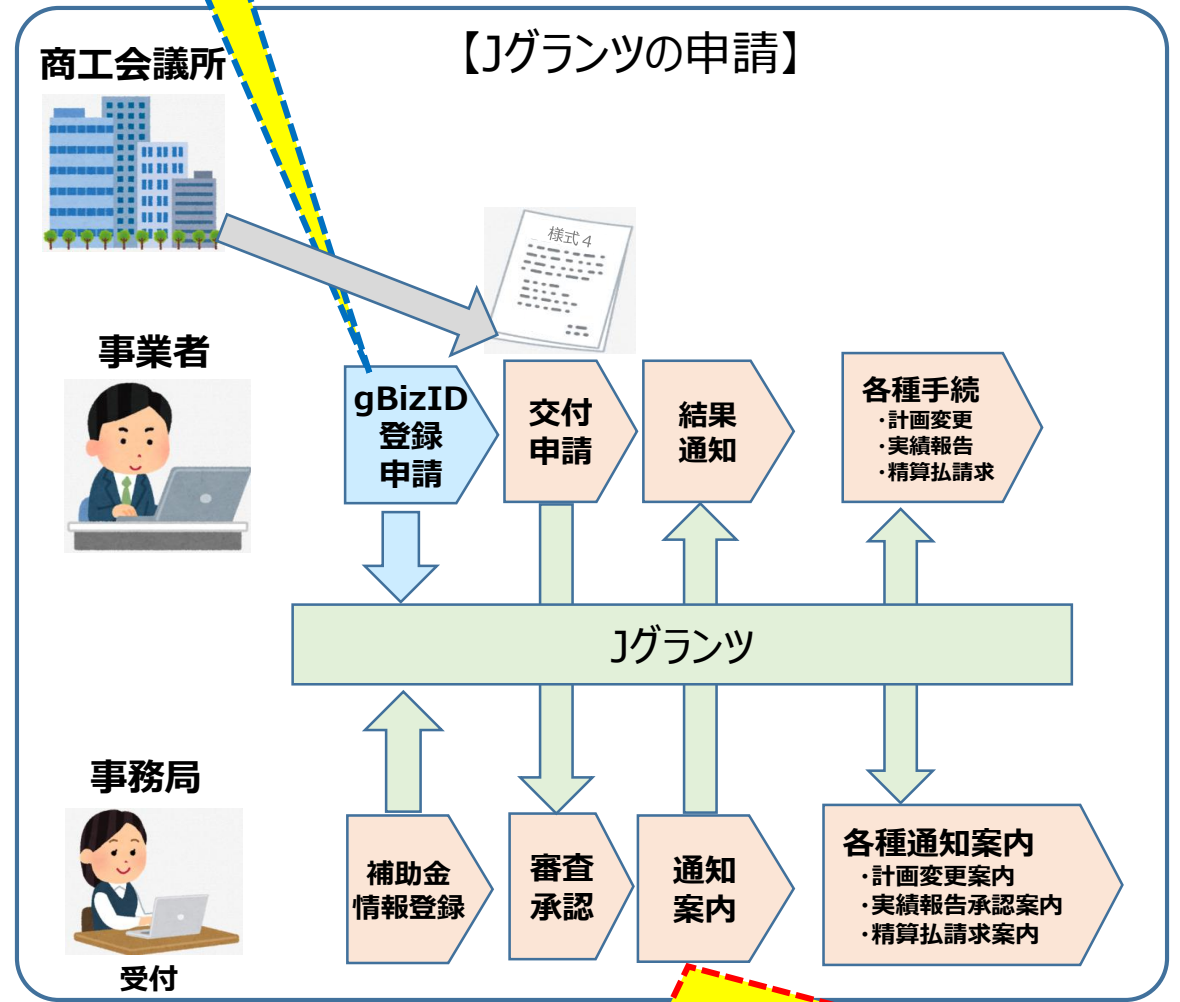 【Jグランツの申請】
商工会議所
様式4
事業者
gBizID
登録
申請
交付
申請
結果
通知
各種手続
・計画変更
・実績報告
・精算払請求
Jグランツ
事務局
受付
補助金
情報登録
審査
承認
通知
案内
各種通知案内
・計画変更案内
・実績報告承認案内
・精算払請求案内